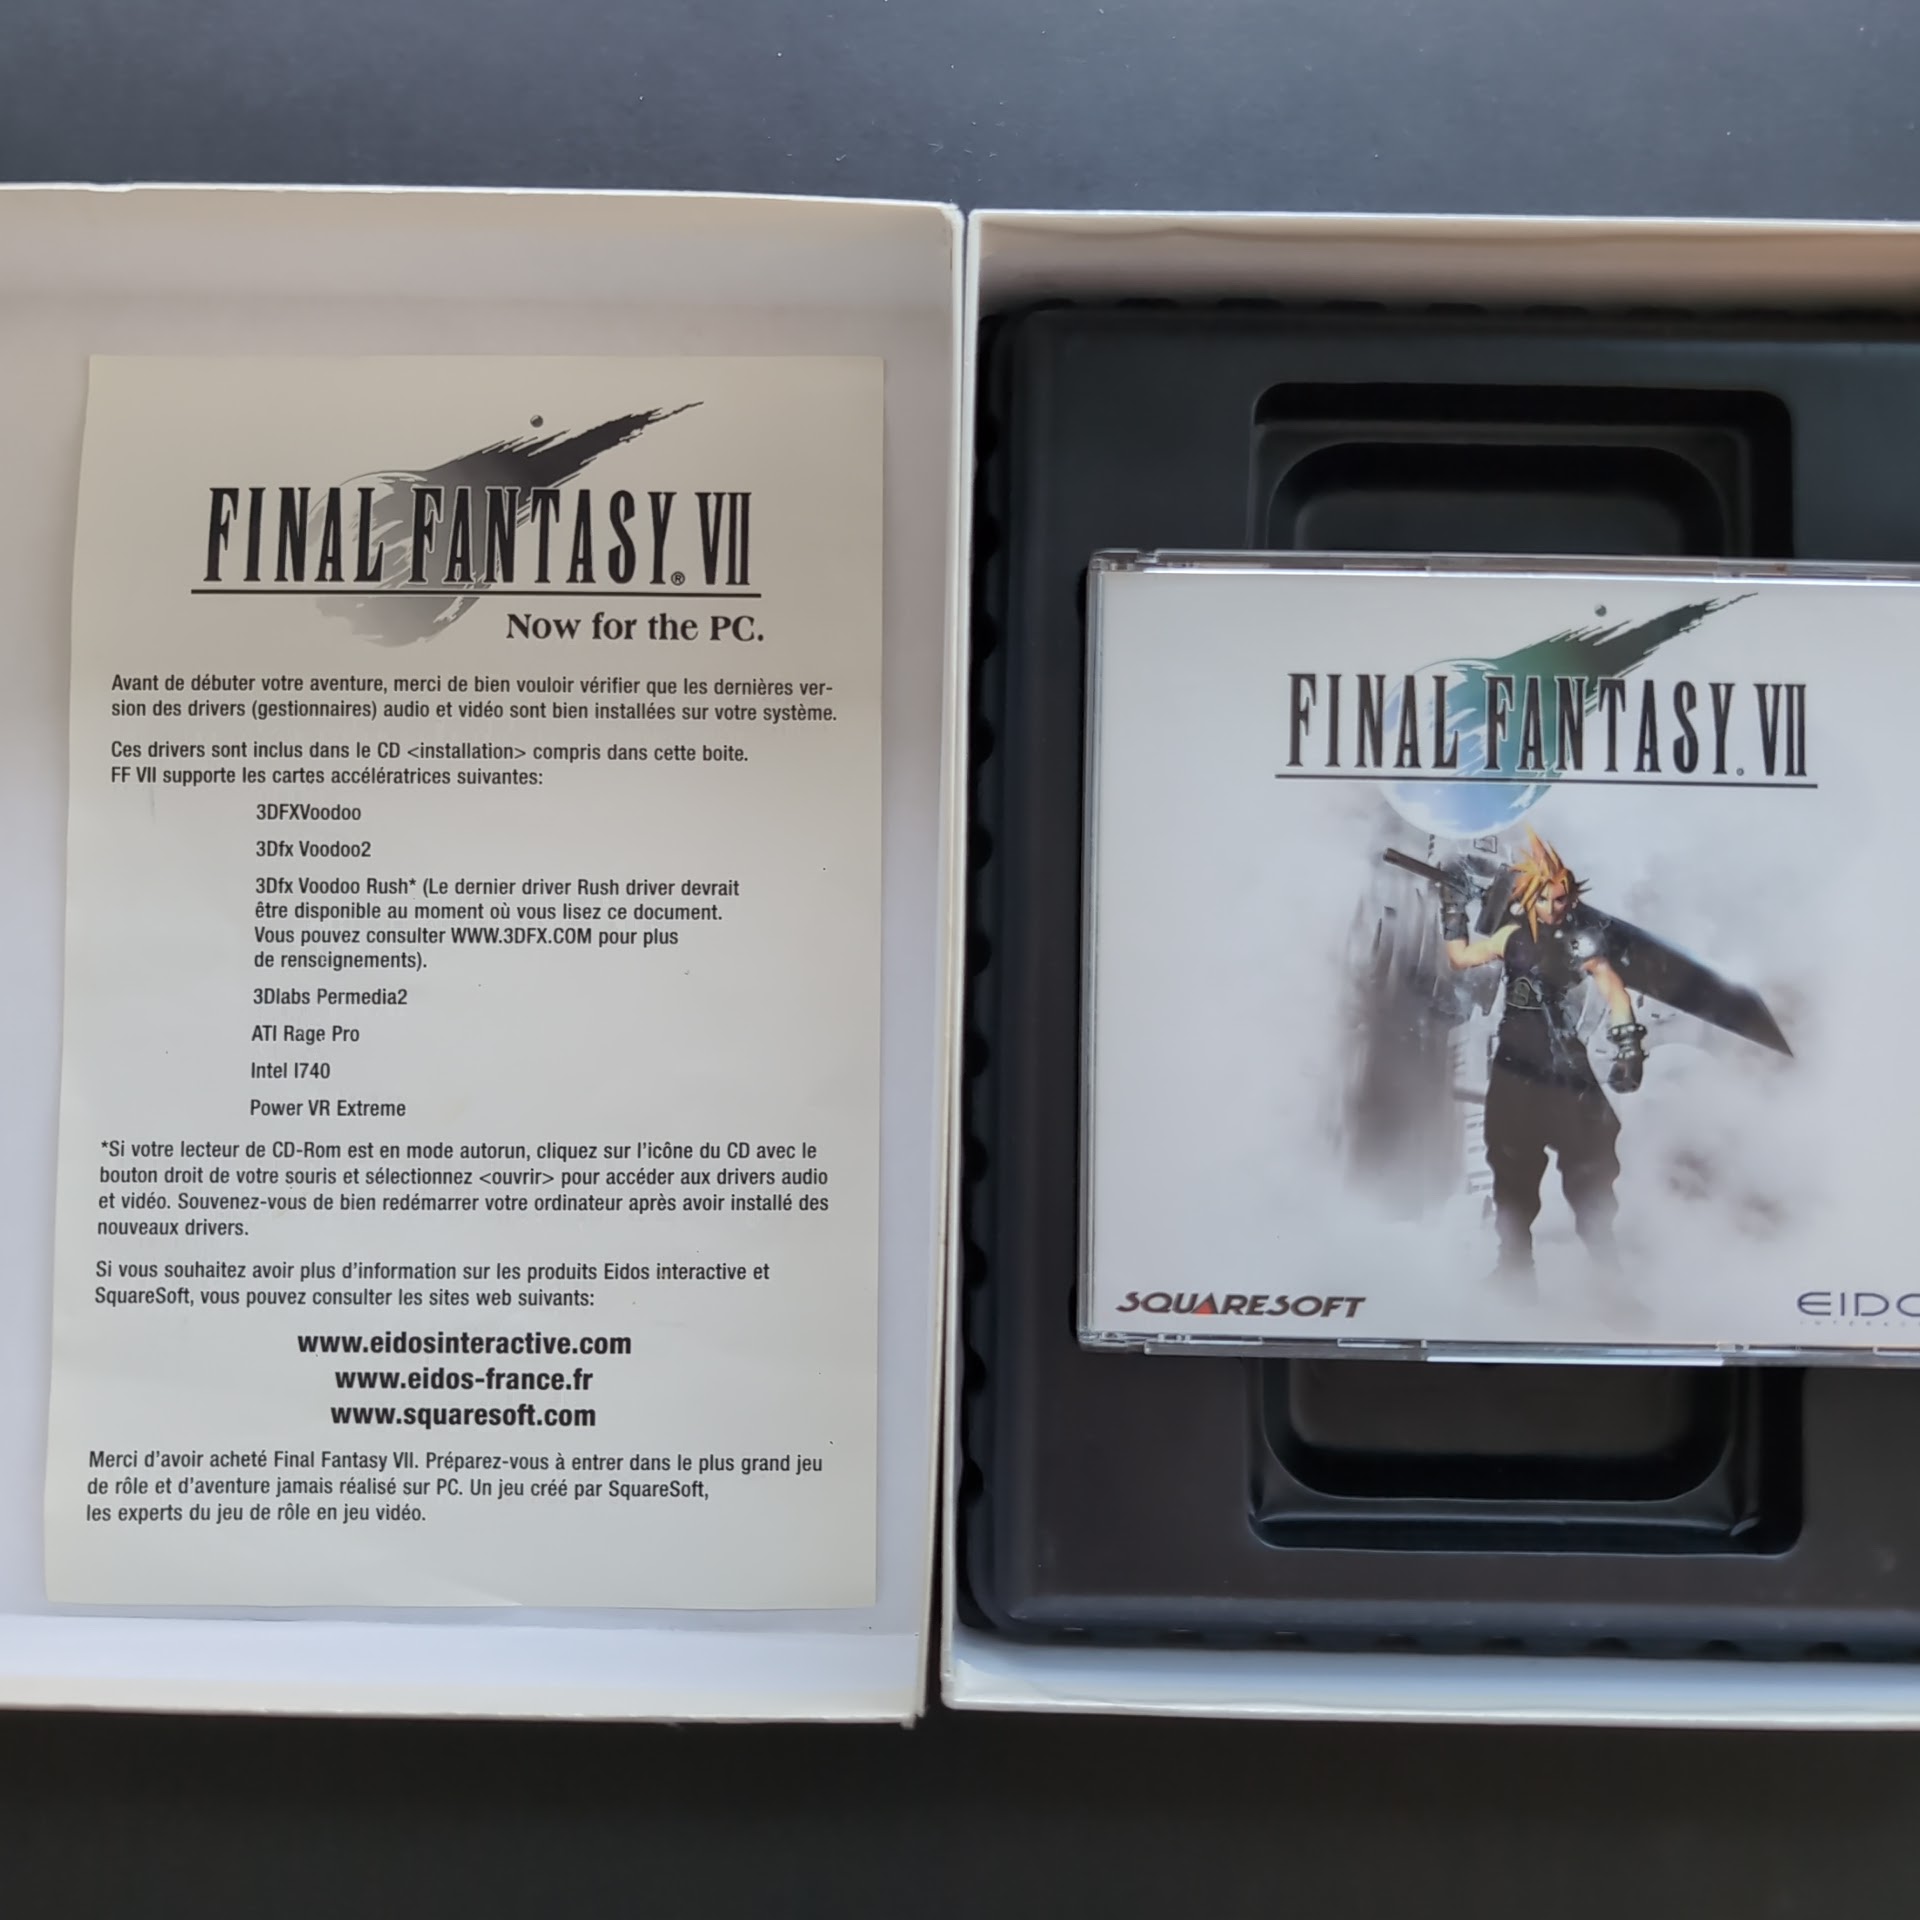 FINAL FANTASY® VII
Now for the PC.
Avant de débuter votre aventure, merci de bien vouloir vérifier que les dernières ver-
sion des drivers (gestionnaires) audio et vidéo sont bien installées sur votre système.
Ces drivers sont inclus dans le CD <installation> compris dans cette boite.
FF VII supporte les cartes accélératrices suivantes:
3DFXVoodoo
3Dfx Voodoo2
3Dfx Voodoo Rush* (Le dernier driver Rush driver devrait
être disponible au moment où vous lisez ce document.
Vous pouvez consulter WWW.3DFX.COM pour plus
de renseignements).
3Dlabs Permedia2
ATI Rage Pro
Intel I740
Power VR Extreme
*Si votre lecteur de CD-Rom est en mode autorun, cliquez sur l'icône du CD avec le
bouton droit de votre souris et sélectionnez <ouvrir> pour accéder aux drivers audio
et vidéo. Souvenez-vous de bien redémarrer votre ordinateur après avoir installé des
nouveaux drivers.
Si vous souhaitez avoir plus d'information sur les produits Eidos interactive et
SquareSoft, vous pouvez consulter les sites web suivants:
www.eidosinteractive.com
www.eidos-france.fr
www.squaresoft.com
Merci d'avoir acheté Final Fantasy VII. Préparez-vous à entrer dans le plus grand jeu
de rôle et d'aventure jamais réalisé sur PC. Un jeu créé par SquareSoft,
les experts du jeu de rôle en jeu vidéo.
FINAL FANTASY® VII
SQUARESOFT